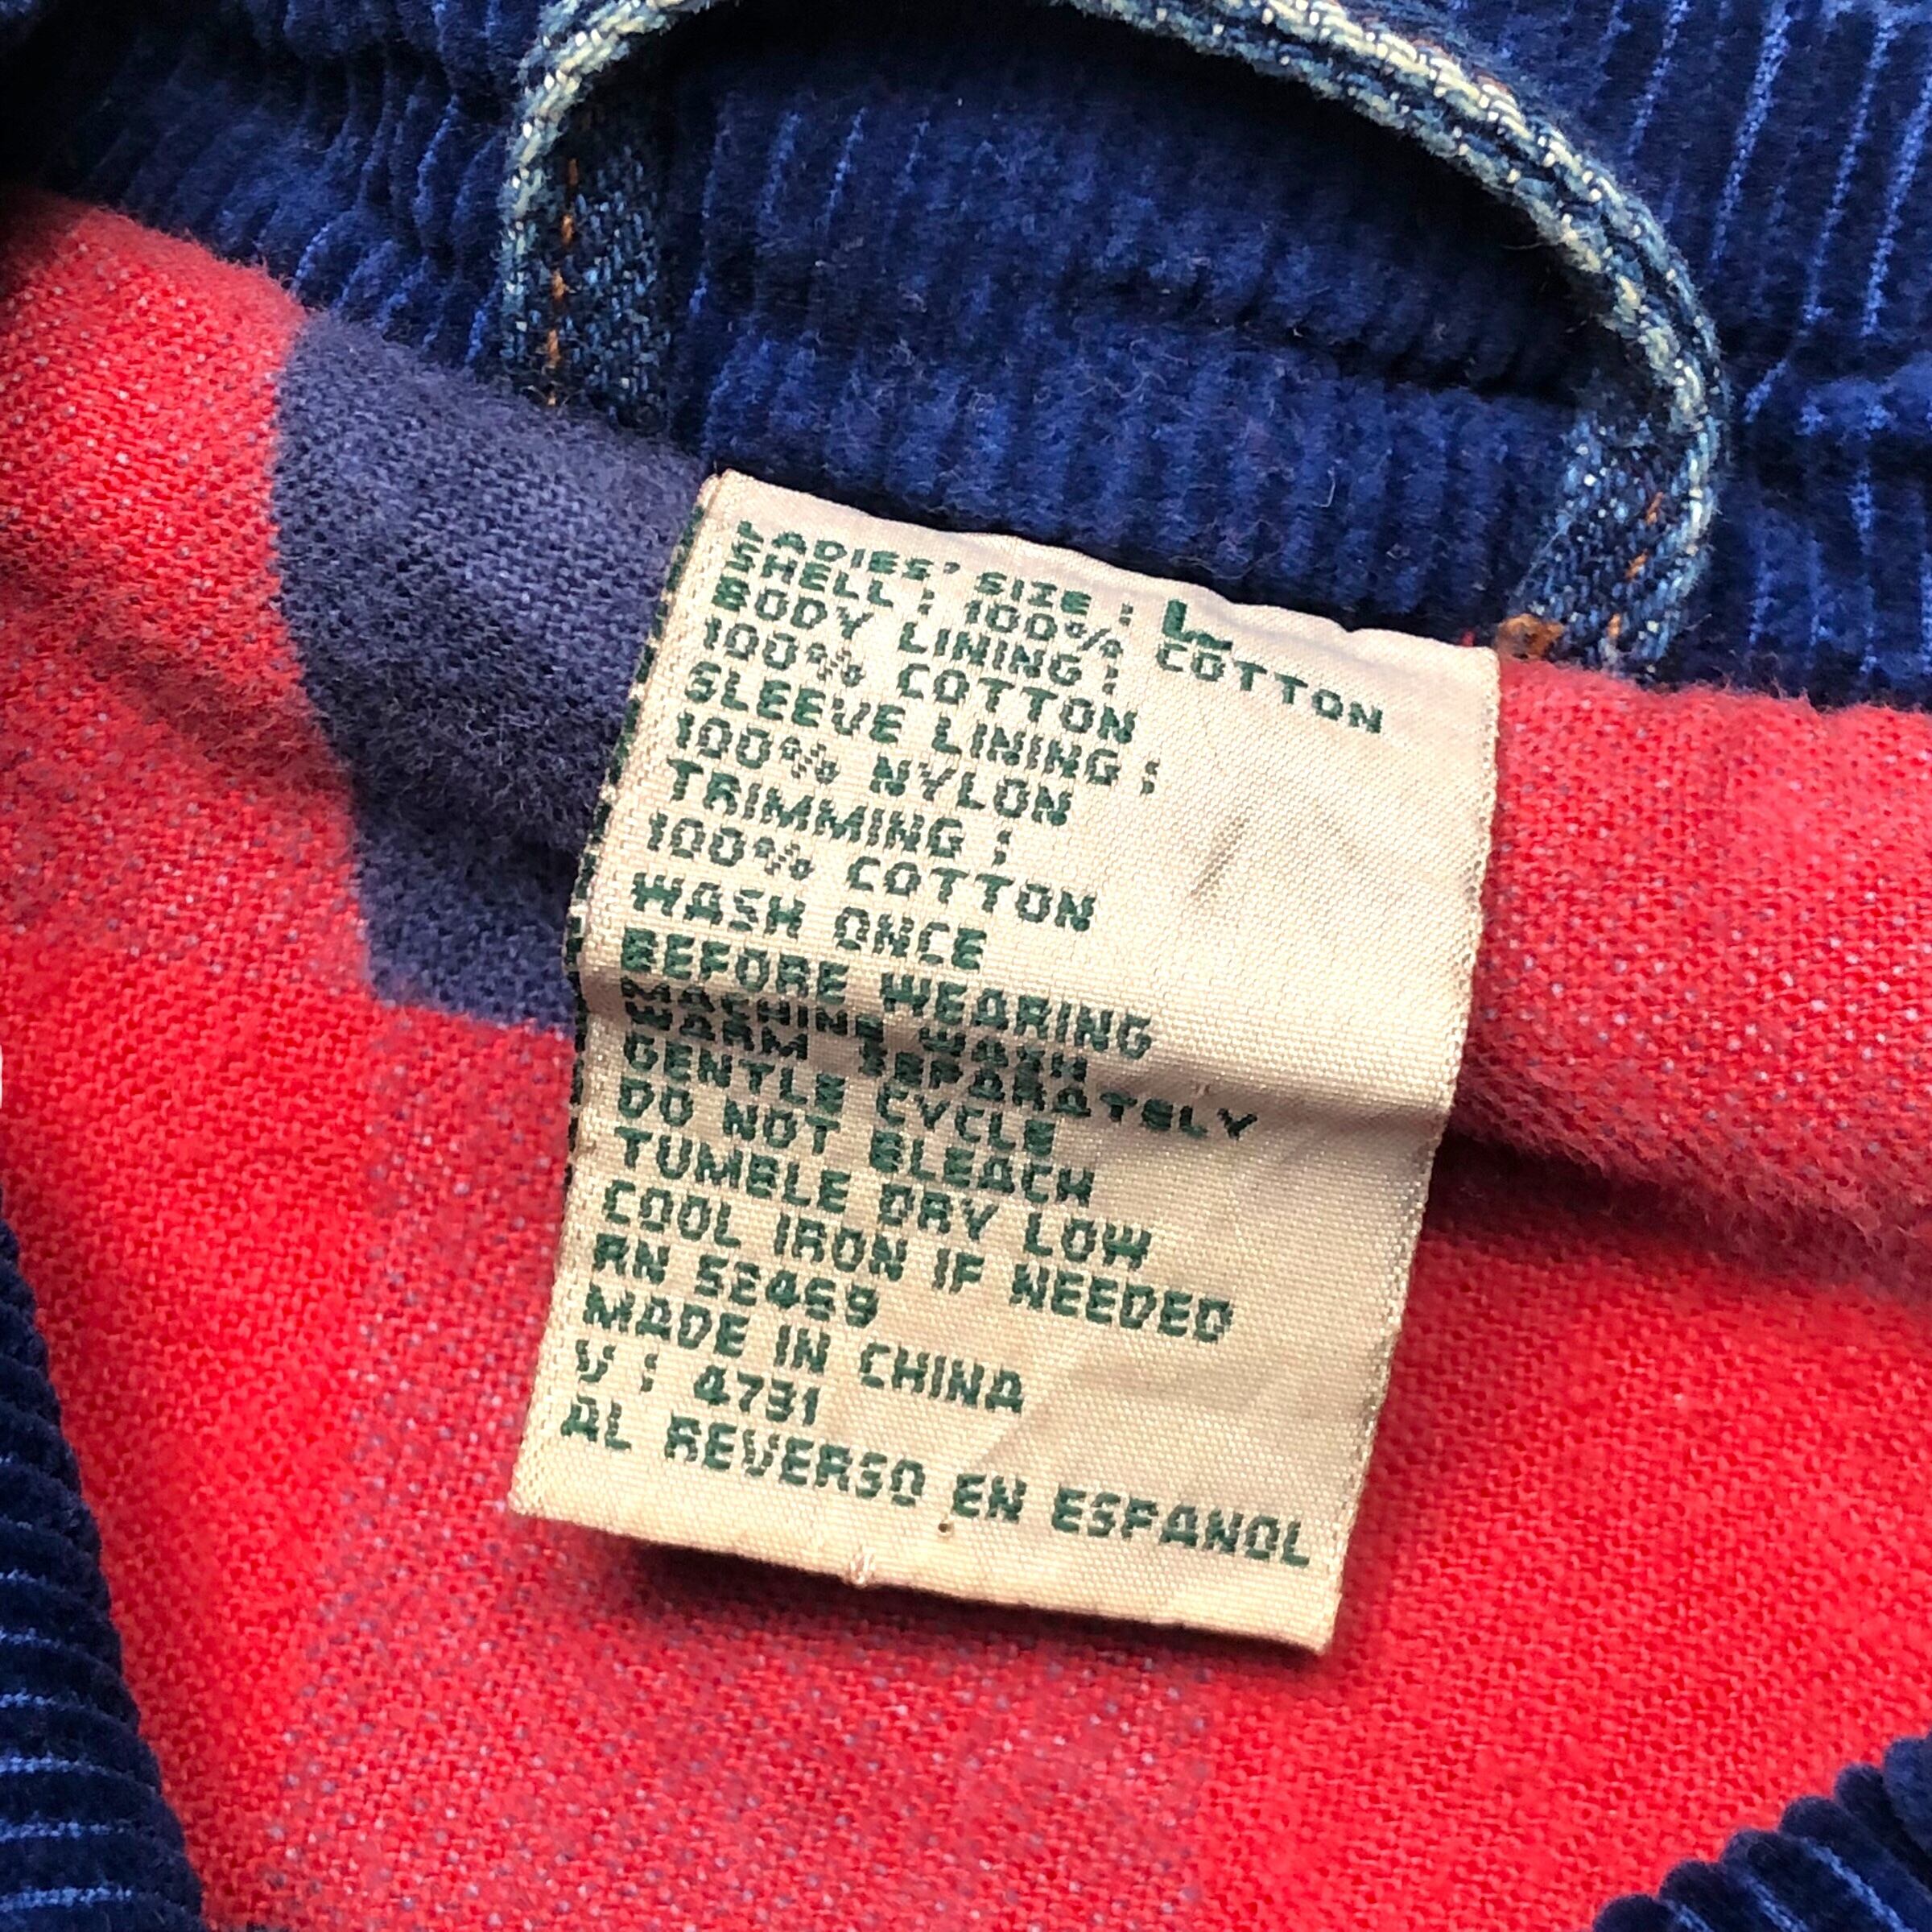 LADIES' SIZE : L
SHELL : 100% COTTON
BODY LINING :
100% COTTON
SLEEVE LINING :
100% NYLON
TRIMMING :
100% COTTON
WASH ONCE
BEFORE WEARING
MACHINE WASH
WARM SEPARATELY
GENTLE CYCLE
DO NOT BLEACH
TUMBLE DRY LOW
COOL IRON IF NEEDED
RN 52469
MADE IN CHINA
V : 4731
AL REVERSO EN ESPANOL